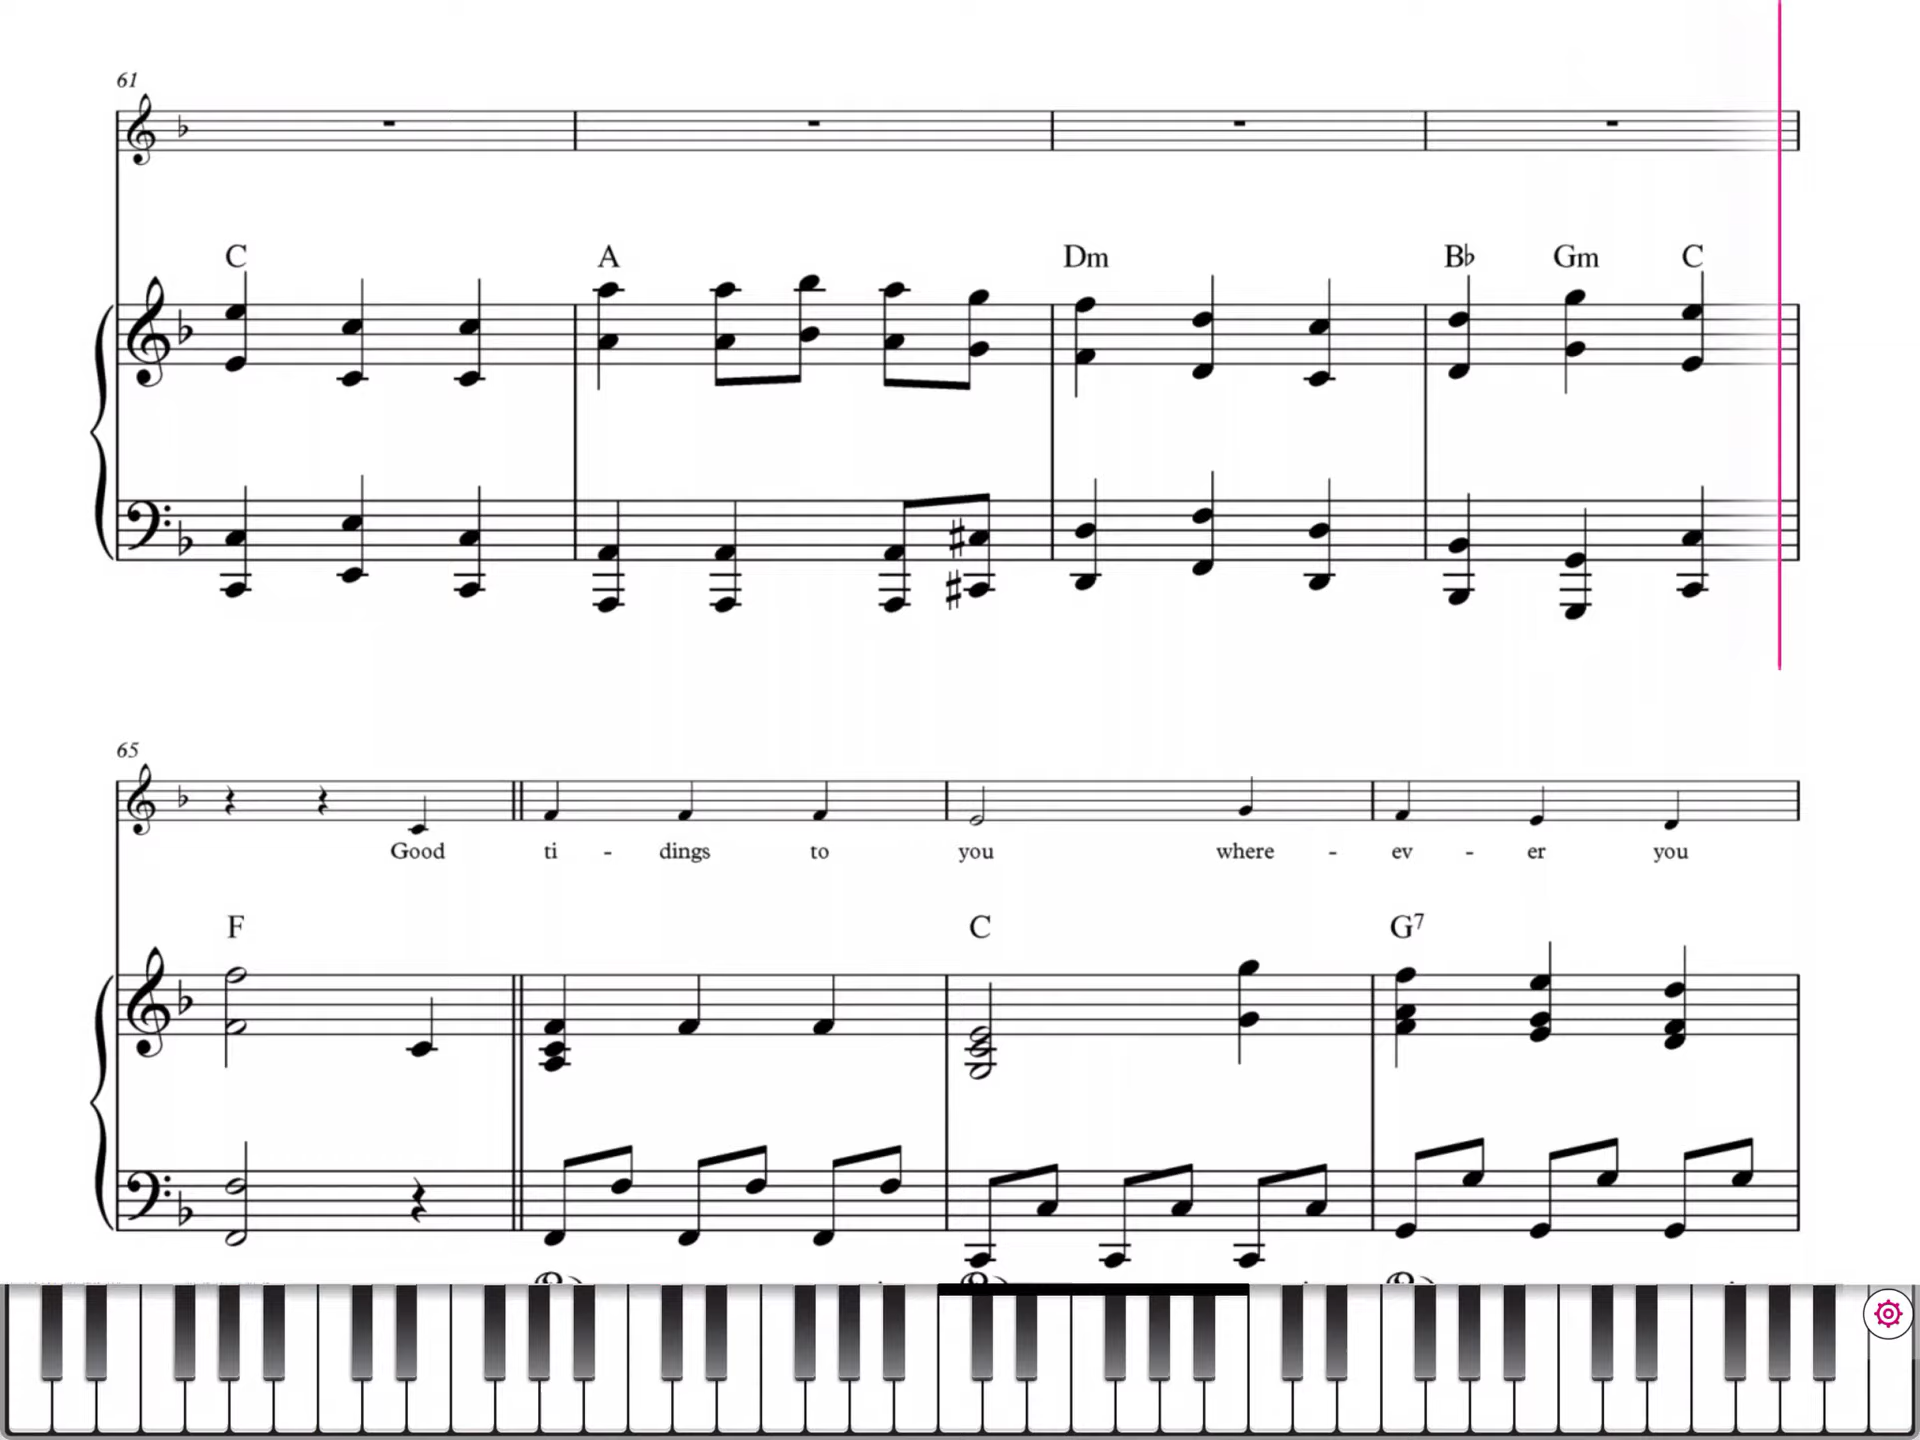 61
C A Dm B♭ Gm C
65
Good ti - dings to you where - ev - er you
F C G7